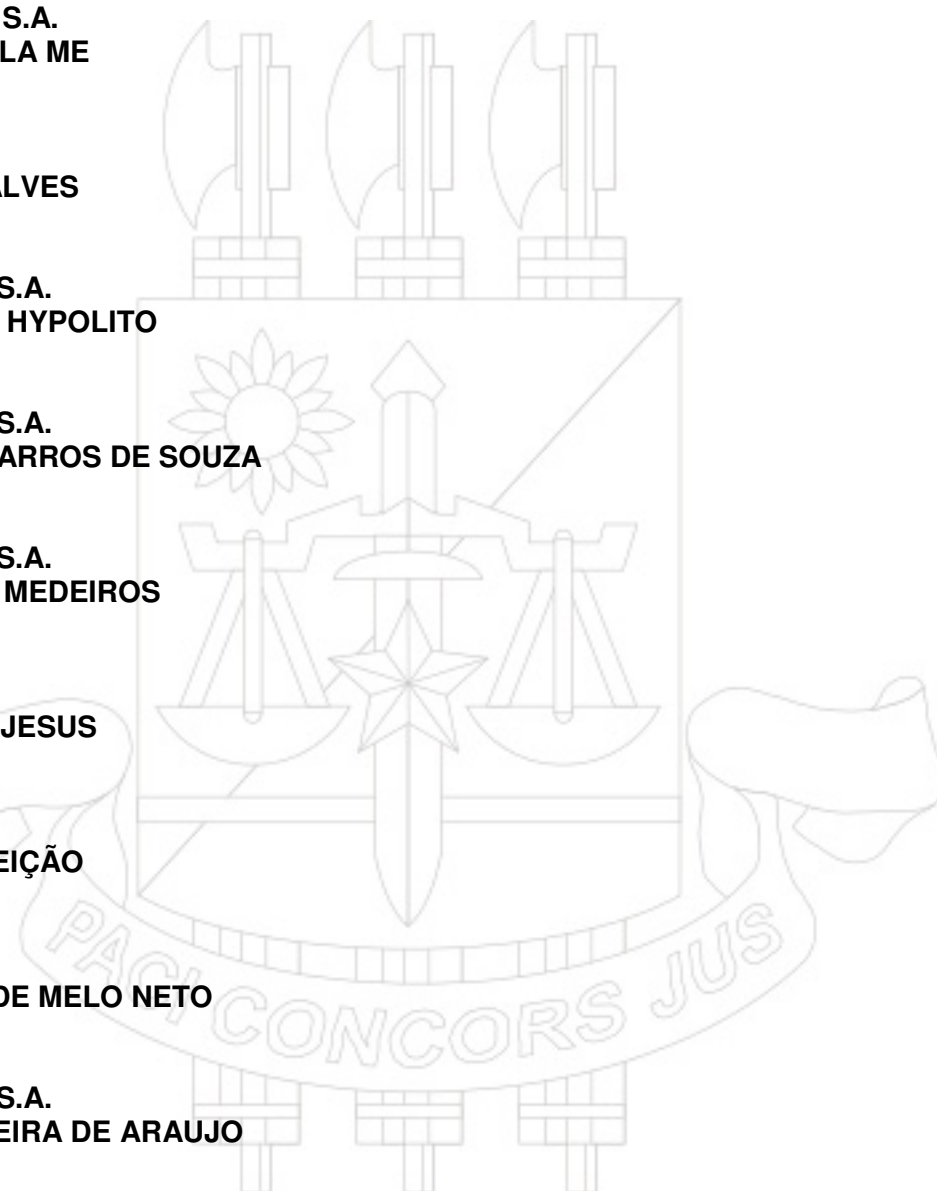 S.A.
LA ME
ALVES
S.A.
HYPOLITO
S.A.
ARROS DE SOUZA
S.A.
MEDEIROS
JESUS
EIÇÃO
DE MELO NETO
S.A.
EIRA DE ARAUJO
PACI CONCORS JUS